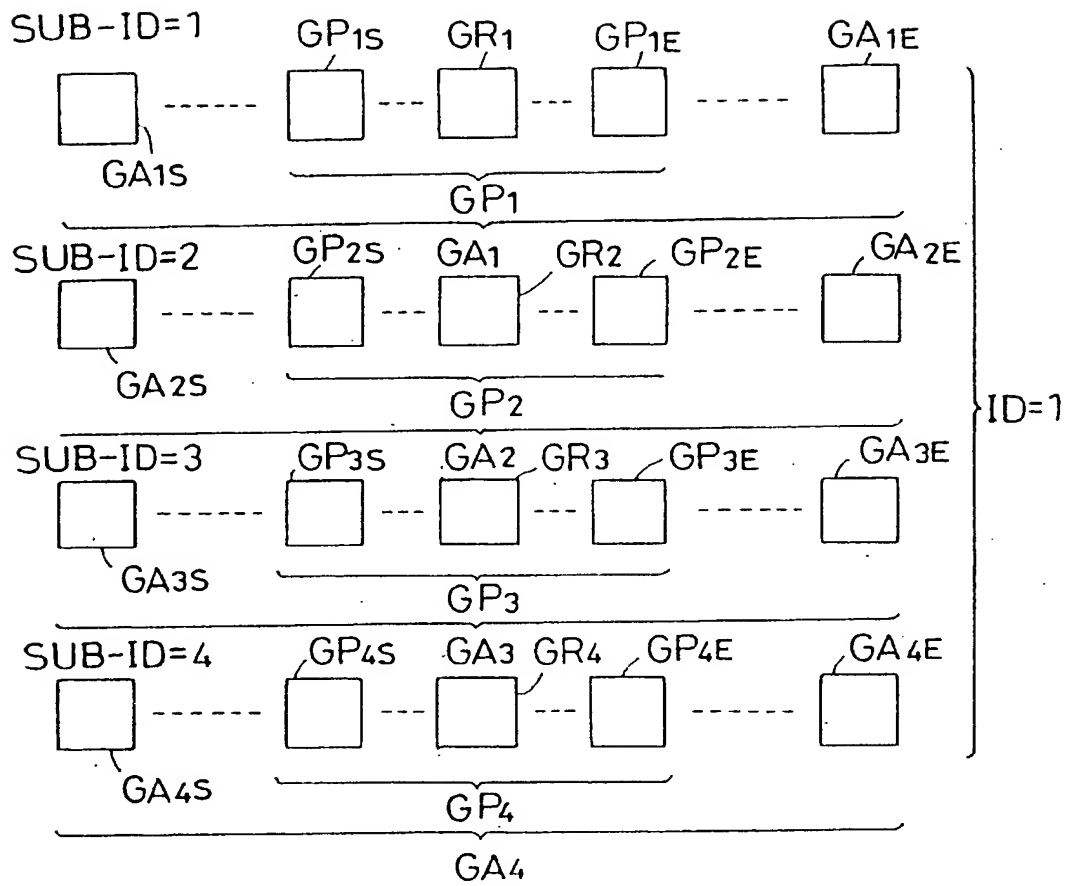 SUB-ID=1
GP1S GR1 GP1E GA1E
GA1S
GP1
SUB-ID=2 GP2S GA1 GR2 GP2E GA2E
GA2S
GP2
ID=1
SUB-ID=3 GP3S GA2 GR3 GP3E GA3E
GA3S
GP3
SUB-ID=4 GP4S GA3 GR4 GP4E GA4E
GA4S
GP4
GA4